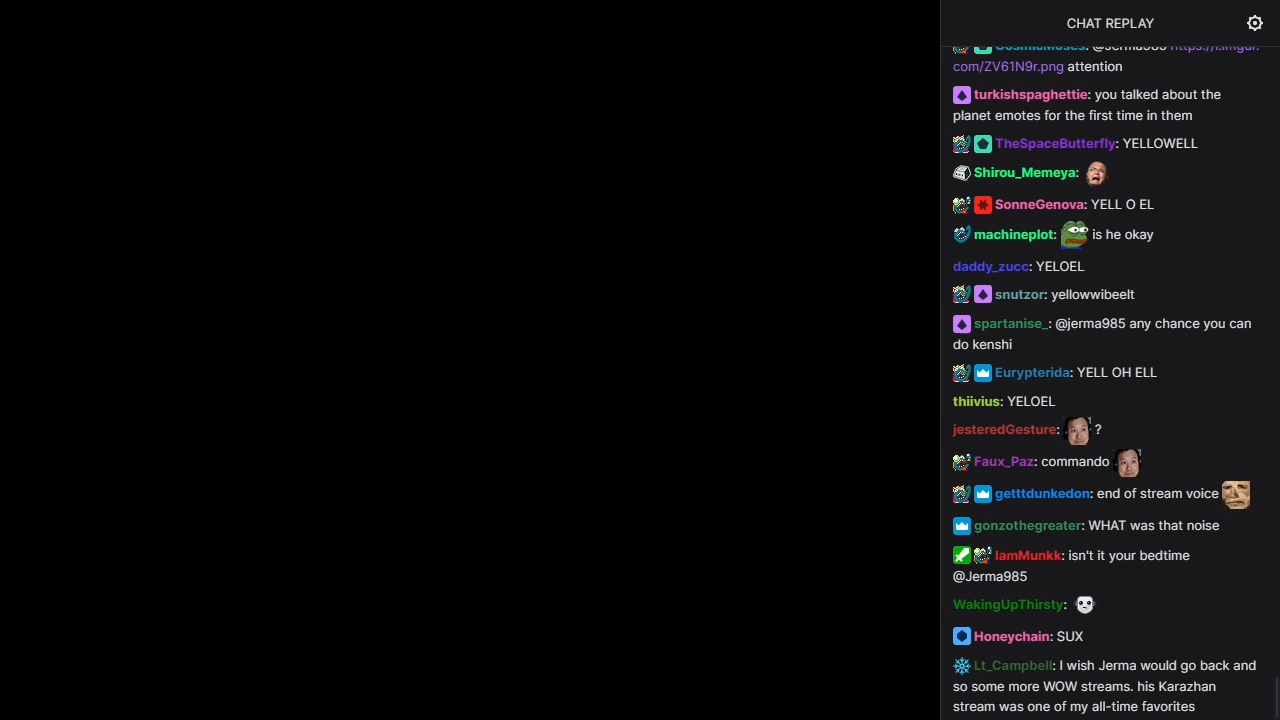 CHAT REPLAY
CosmicMoses: @Jerma985 https://i.imgur.
com/ZV61N9r.png attention
turkishspaghettie: you talked about the
planet emotes for the first time in them
TheSpaceButterfly: YELLOWELL
Shirou_Memeya:
SonneGenova: YELL O EL
machineplot: is he okay
daddy_zucc: YELOEL
snutzor: yellowwibeelt
spartanise_: @jerma985 any chance you can
do kenshi
Eurypterida: YELL OH ELL
thiivius: YELOEL
jesteredGesture: ?
Faux_Paz: commando
getttdunkedon: end of stream voice
gonzothegreater: WHAT was that noise
IamMunkk: isn't it your bedtime
@Jerma985
WakingUpThirsty:
Honeychain: SUX
Lt_Campbell: I wish Jerma would go back and
so some more WOW streams. his Karazhan
stream was one of my all-time favorites